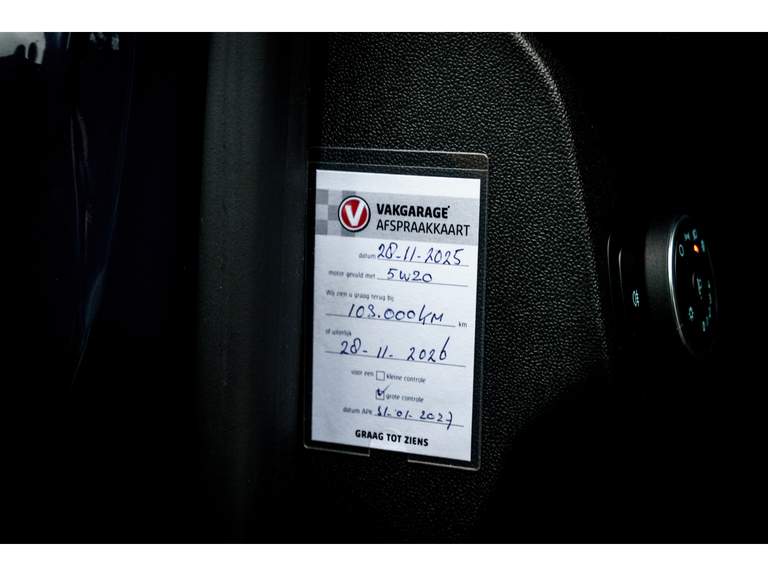 V VAKGARAGE
AFSPRAAKKAART
datum 28-11-2025
motor gevuld met 5W20
Wij zien u graag terug bij
103.000KM km
of uiterlijk
28-11-2026
voor een kleine controle
grote controle
datum APK 31-01-2027
GRAAG TOT ZIENS